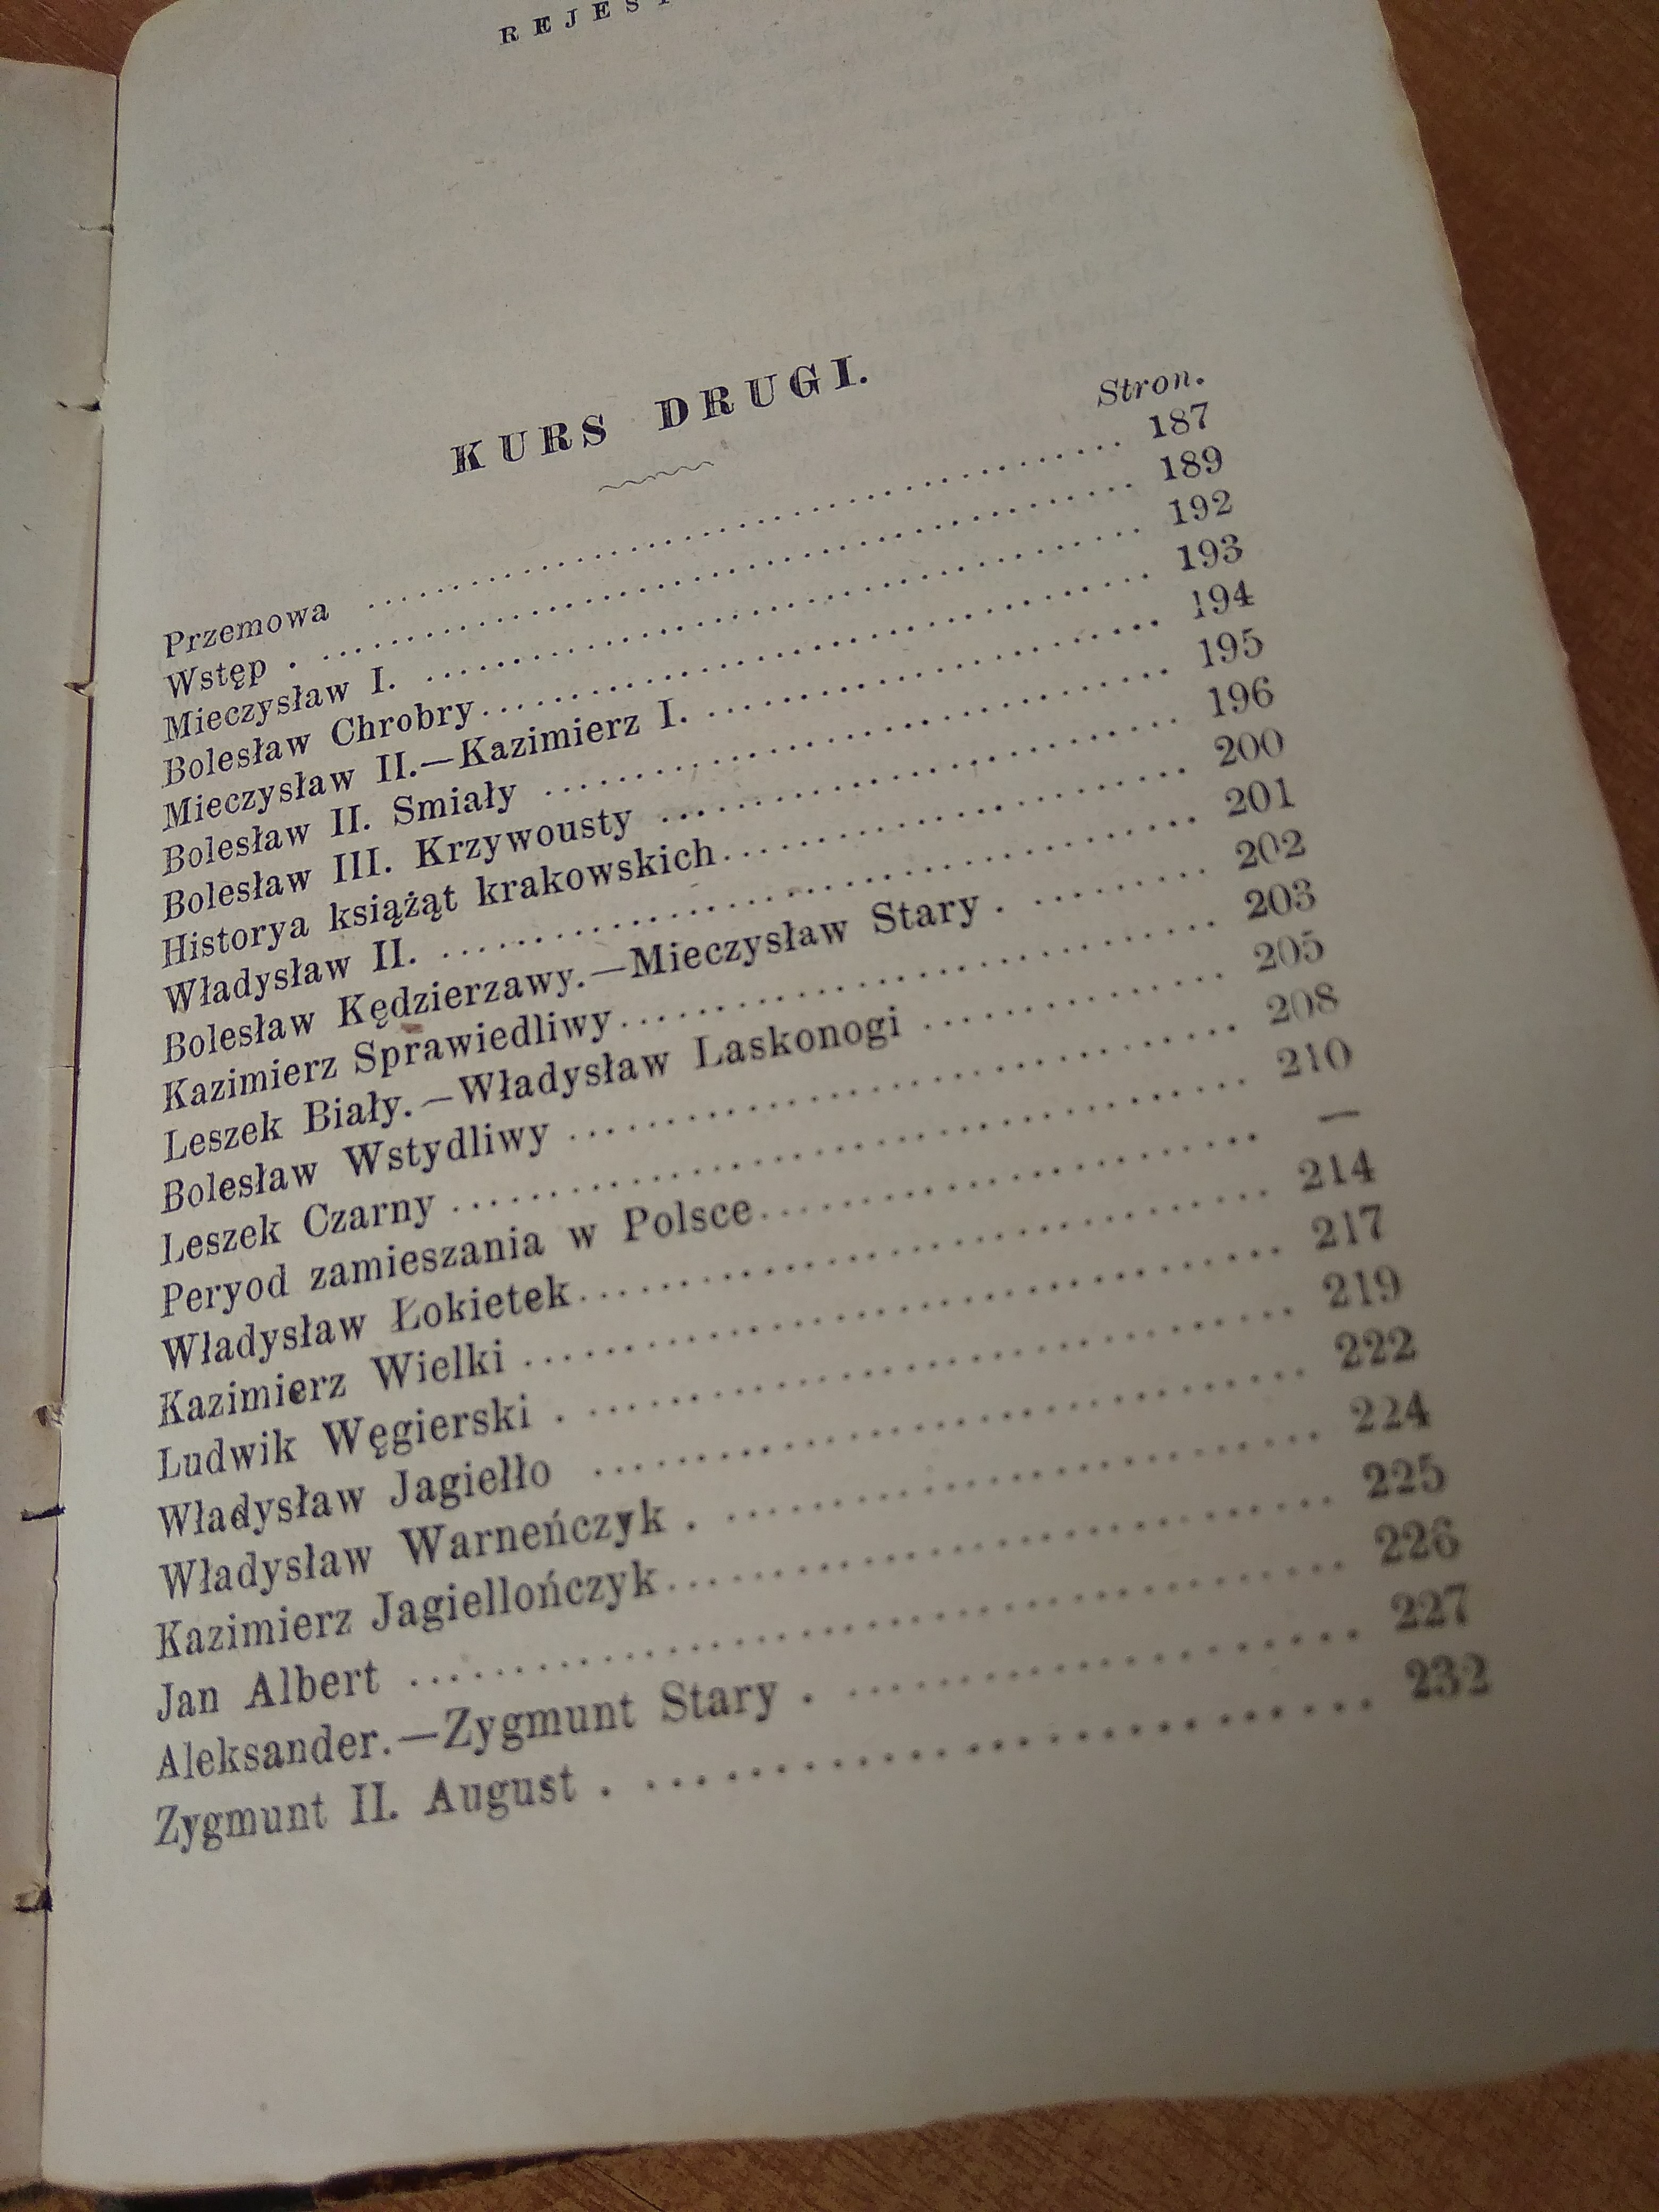 REJEST
KURS DRUGI.
Stron.
Przemowa .......................... 187
Wstęp . .......................... 189
Mieczysław I. .......................... 192
Bolesław Chrobry .......................... 193
Mieczysław II.—Kazimierz I. .......................... 194
Bolesław II. Smiały .......................... 195
Bolesław III. Krzywousty .......................... 196
Historya książąt krakowskich .......................... 200
Władysław II. .......................... 201
Bolesław Kędzierzawy.—Mieczysław Stary . .......... 202
Kazimierz Sprawiedliwy .......................... 203
Leszek Biały.—Władysław Laskonogi .............. 205
Bolesław Wstydliwy .......................... 208
Leszek Czarny .......................... 210
Peryod zamieszania w Polsce .......................... —
Władysław Łokietek .......................... 214
Kazimierz Wielki .......................... 217
Ludwik Węgierski . .......................... 219
Władysław Jagiełło .......................... 222
Władysław Warneńczyk . .......................... 224
Kazimierz Jagiellończyk .......................... 225
Jan Albert .......................... 226
Aleksander.—Zygmunt Stary . .................... 227
Zygmunt II. August . .......................... 232